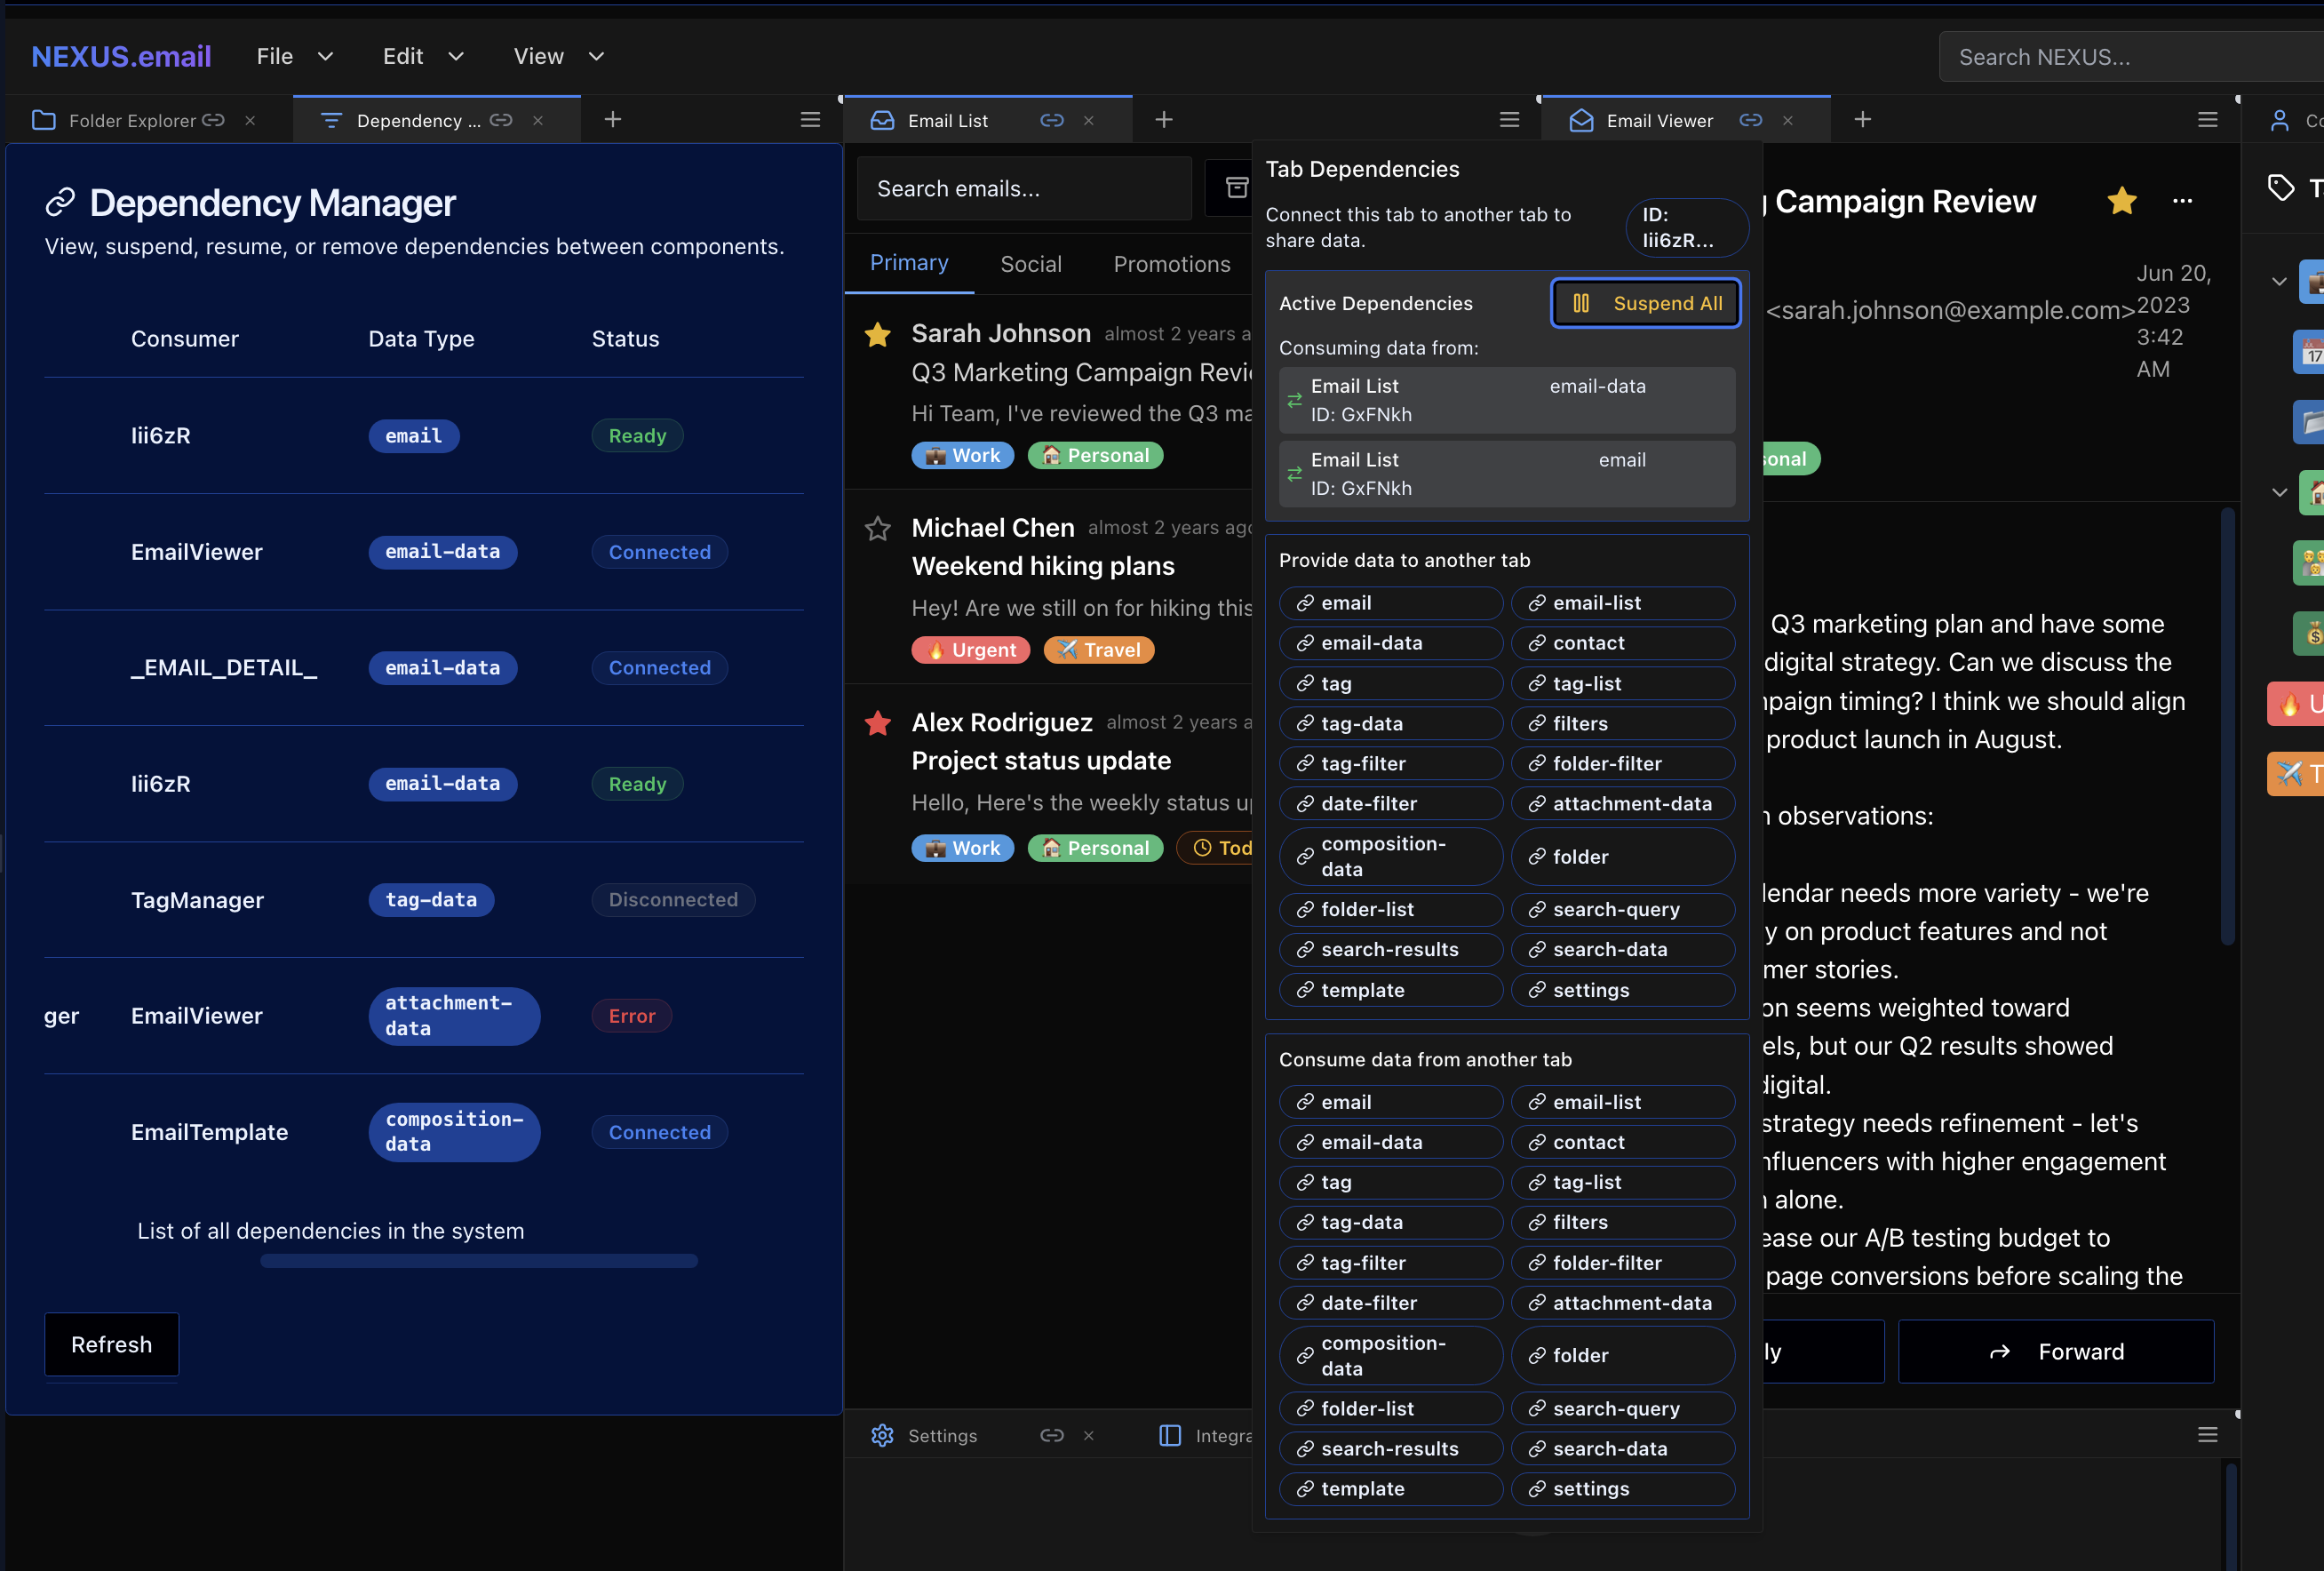 NEXUS.email
File
Edit
View
Search NEXUS...
Folder Explorer
Dependency ...
Email List
Email Viewer
Dependency Manager
View, suspend, resume, or remove dependencies between components.
Consumer Data Type Status
Iii6zR email Ready
EmailViewer email-data Connected
_EMAIL_DETAIL_ email-data Connected
Iii6zR email-data Ready
TagManager tag-data Disconnected
ger EmailViewer attachment-
data Error
EmailTemplate composition-
data Connected
List of all dependencies in the system
Refresh
Search emails...
Primary Social Promotions
Sarah Johnson almost 2 years a
Q3 Marketing Campaign Revi
Hi Team, I've reviewed the Q3 ma
Work Personal
Michael Chen almost 2 years ago
Weekend hiking plans
Hey! Are we still on for hiking this
Urgent Travel
Alex Rodriguez almost 2 years a
Project status update
Hello, Here's the weekly status up
Work Personal Tod
Settings
Integra
Tab Dependencies
Connect this tab to another tab to
share data.
ID:
Iii6zR...
Active Dependencies
Suspend All
Consuming data from:
Email List email-data
ID: GxFNkh
Email List email
ID: GxFNkh
Provide data to another tab
email email-list
email-data contact
tag tag-list
tag-data filters
tag-filter folder-filter
date-filter attachment-data
composition-
data
folder
folder-list search-query
search-results search-data
template settings
Consume data from another tab
email email-list
email-data contact
tag tag-list
tag-data filters
tag-filter folder-filter
date-filter attachment-data
composition-
data
folder
folder-list search-query
search-results search-data
template settings
Campaign Review
<sarah.johnson@example.com>
Jun 20,
2023
3:42
AM
sonal
Q3 marketing plan and have some
digital strategy. Can we discuss the
npaign timing? I think we should align
product launch in August.
n observations:
lendar needs more variety - we're
y on product features and not
mer stories.
on seems weighted toward
els, but our Q2 results showed
digital.
strategy needs refinement - let's
nfluencers with higher engagement
n alone.
ease our A/B testing budget to
page conversions before scaling the
ly
Forward
Co
T
17
U
T